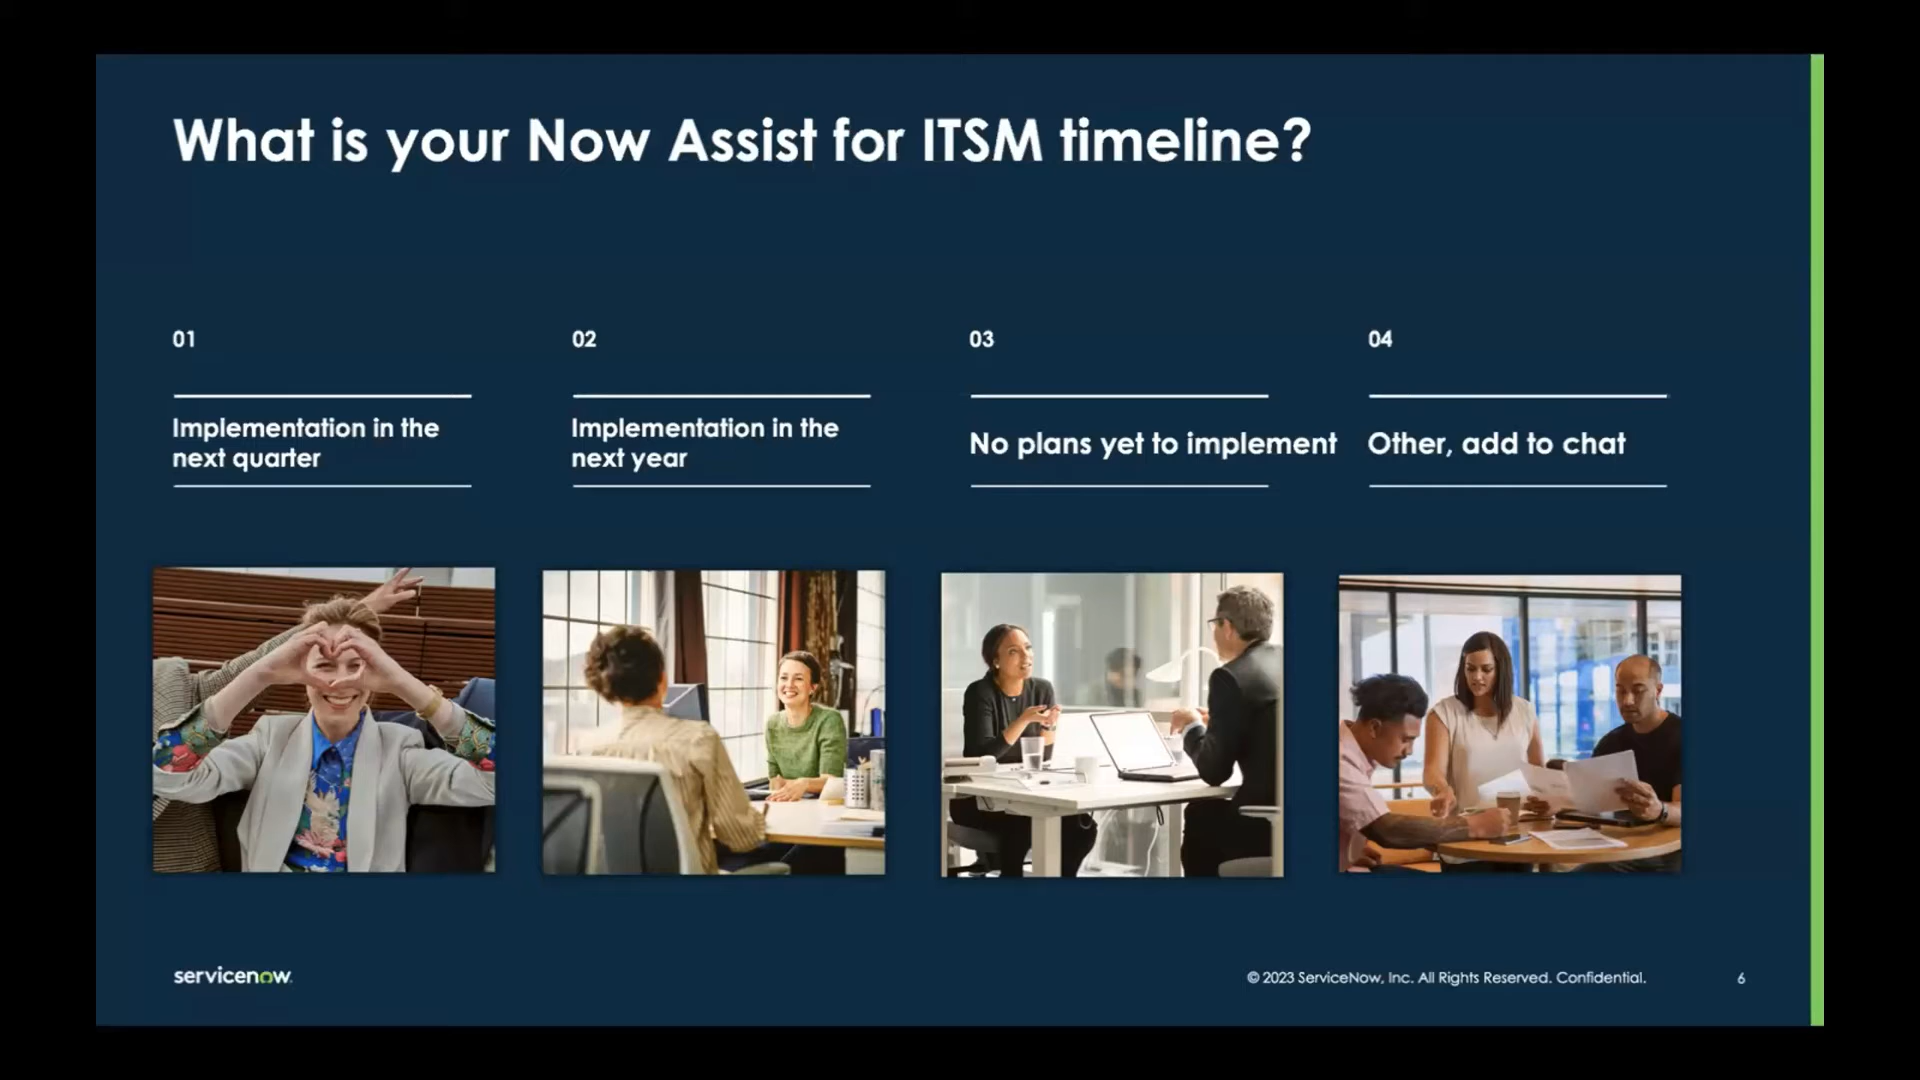 What is your Now Assist for ITSM timeline?
01
Implementation in the
next quarter
02
Implementation in the
next year
03
No plans yet to implement
04
Other, add to chat
servicenow.
© 2023 ServiceNow, Inc. All Rights Reserved. Confidential.
6